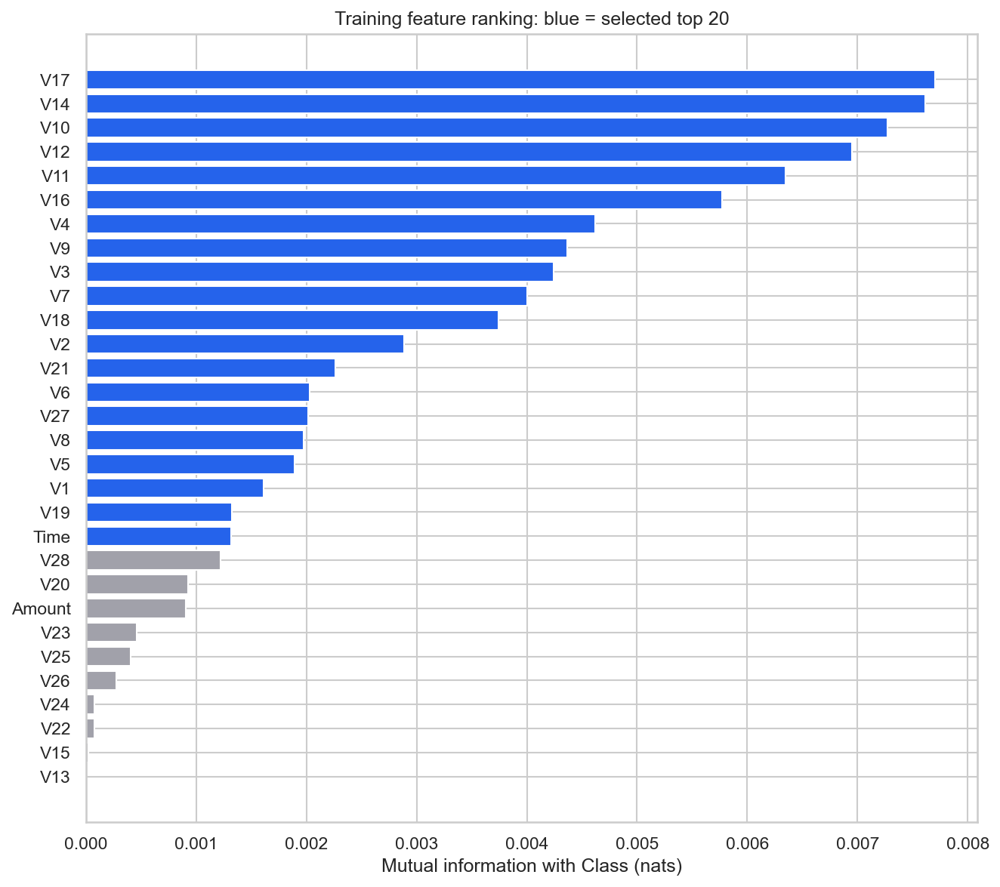 Training feature ranking: blue = selected top 20
V17
V14
V10
V12
V11
V16
V4
V9
V3
V7
V18
V2
V21
V6
V27
V8
V5
V1
V19
Time
V28
V20
Amount
V23
V25
V26
V24
V22
V15
V13
0.000 0.001 0.002 0.003 0.004 0.005 0.006 0.007 0.008
Mutual information with Class (nats)